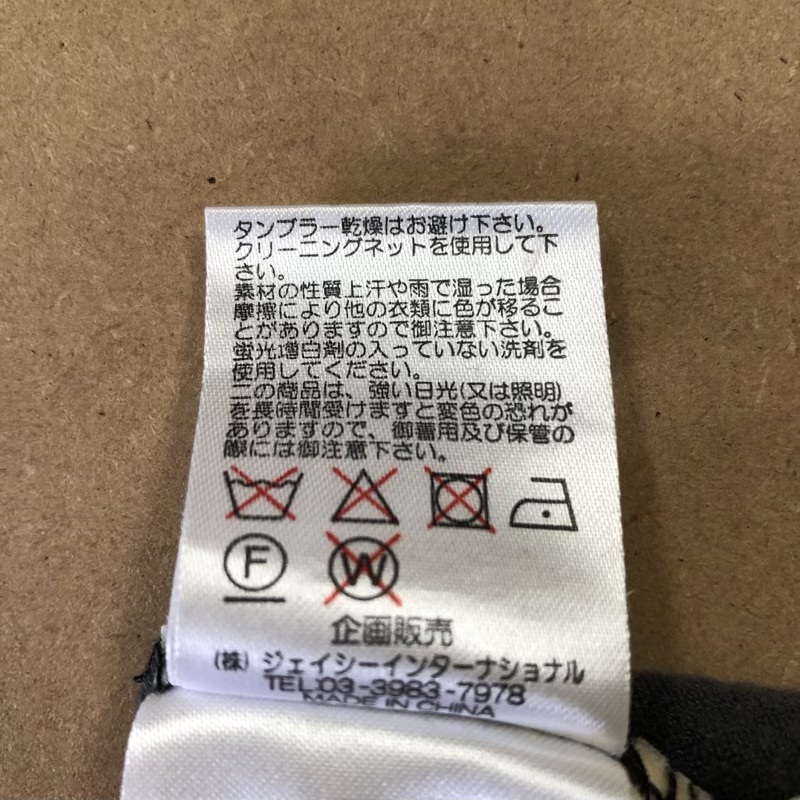 タンブラー乾燥はお避け下さい。
クリーニングネットを使用して下
さい。
素材の性質上汗や雨で湿った場合
摩擦により他の衣類に色が移るこ
とがありますので御注意下さい。
蛍光増白剤の入っていない洗剤を
使用してください。
この商品は、強い日光(又は照明)
を長時間受けますと変色の恐れが
ありますので、御着用及び保管の
際には御注意下さい。
F W
企画販売
(株) ジェイシーインターナショナル
TEL:03-3983-7978
MADE IN CHINA